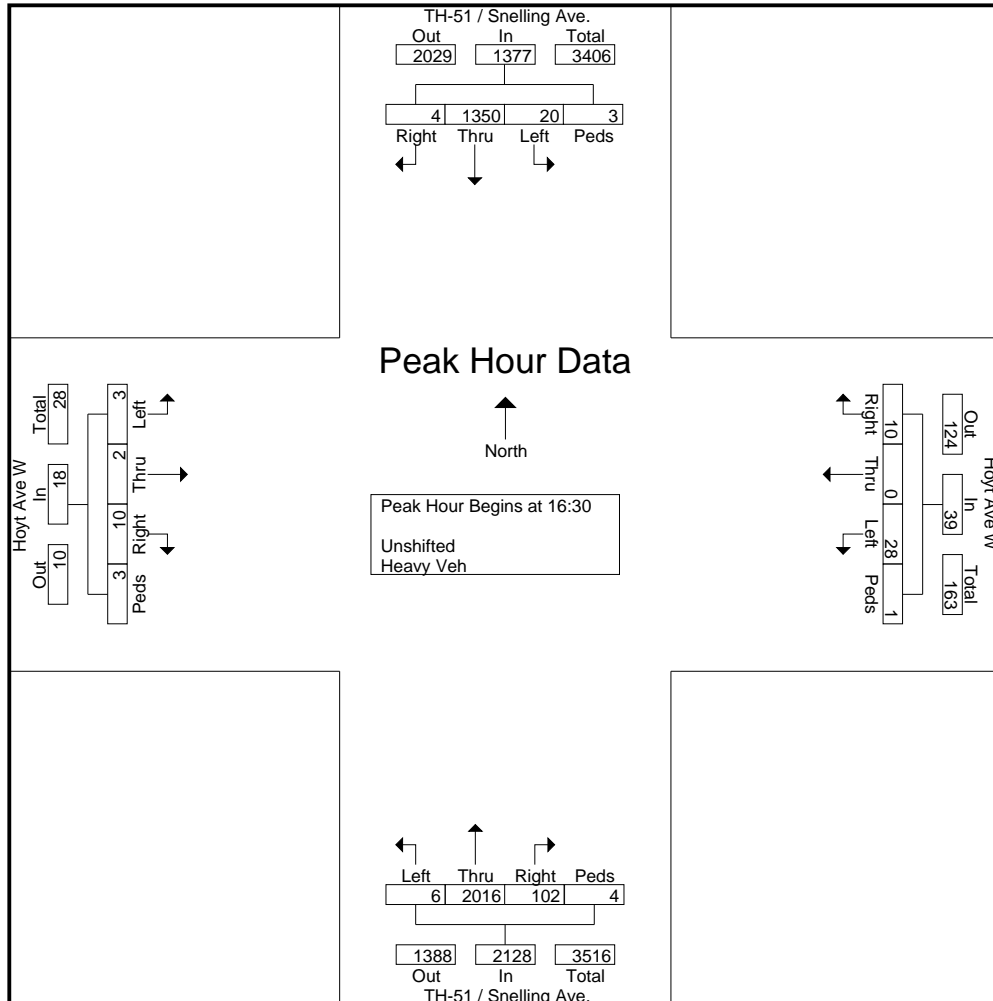 TH-51 / Snelling Ave.
Out In Total
2029 1377 3406
4 1350 20 3
Right Thru Left Peds
Peak Hour Data
North
Peak Hour Begins at 16:30
Unshifted
Heavy Veh
Hoyt Ave W
Out In Total
10 18 28
3 2 10 3
Left Thru Right Peds
Hoyt Ave W
Out In Total
124 39 163
10 0 28 1
Right Thru Left Peds
Left Thru Right Peds
6 2016 102 4
1388 2128 3516
Out In Total
TH-51 / Snelling Ave.